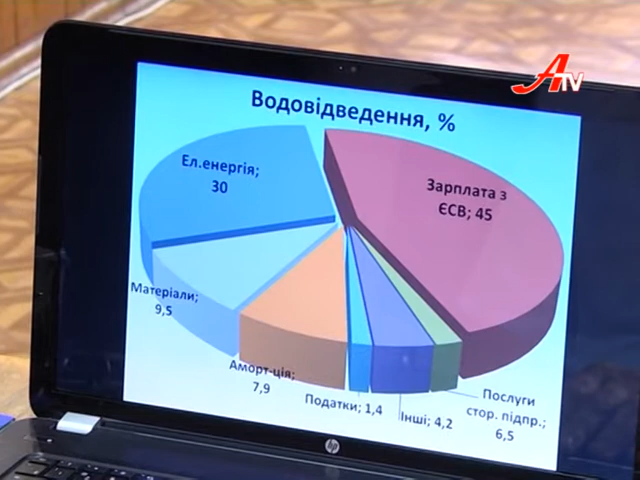 ATV
Водовідведення, %
Ел.енергія;
30
Зарплата з
ЄСВ; 45
Матеріали;
9,5
Аморт-ція;
7,9
Податки; 1,4
Інші; 4,2
Послуги
стор. підпр.;
6,5
hp